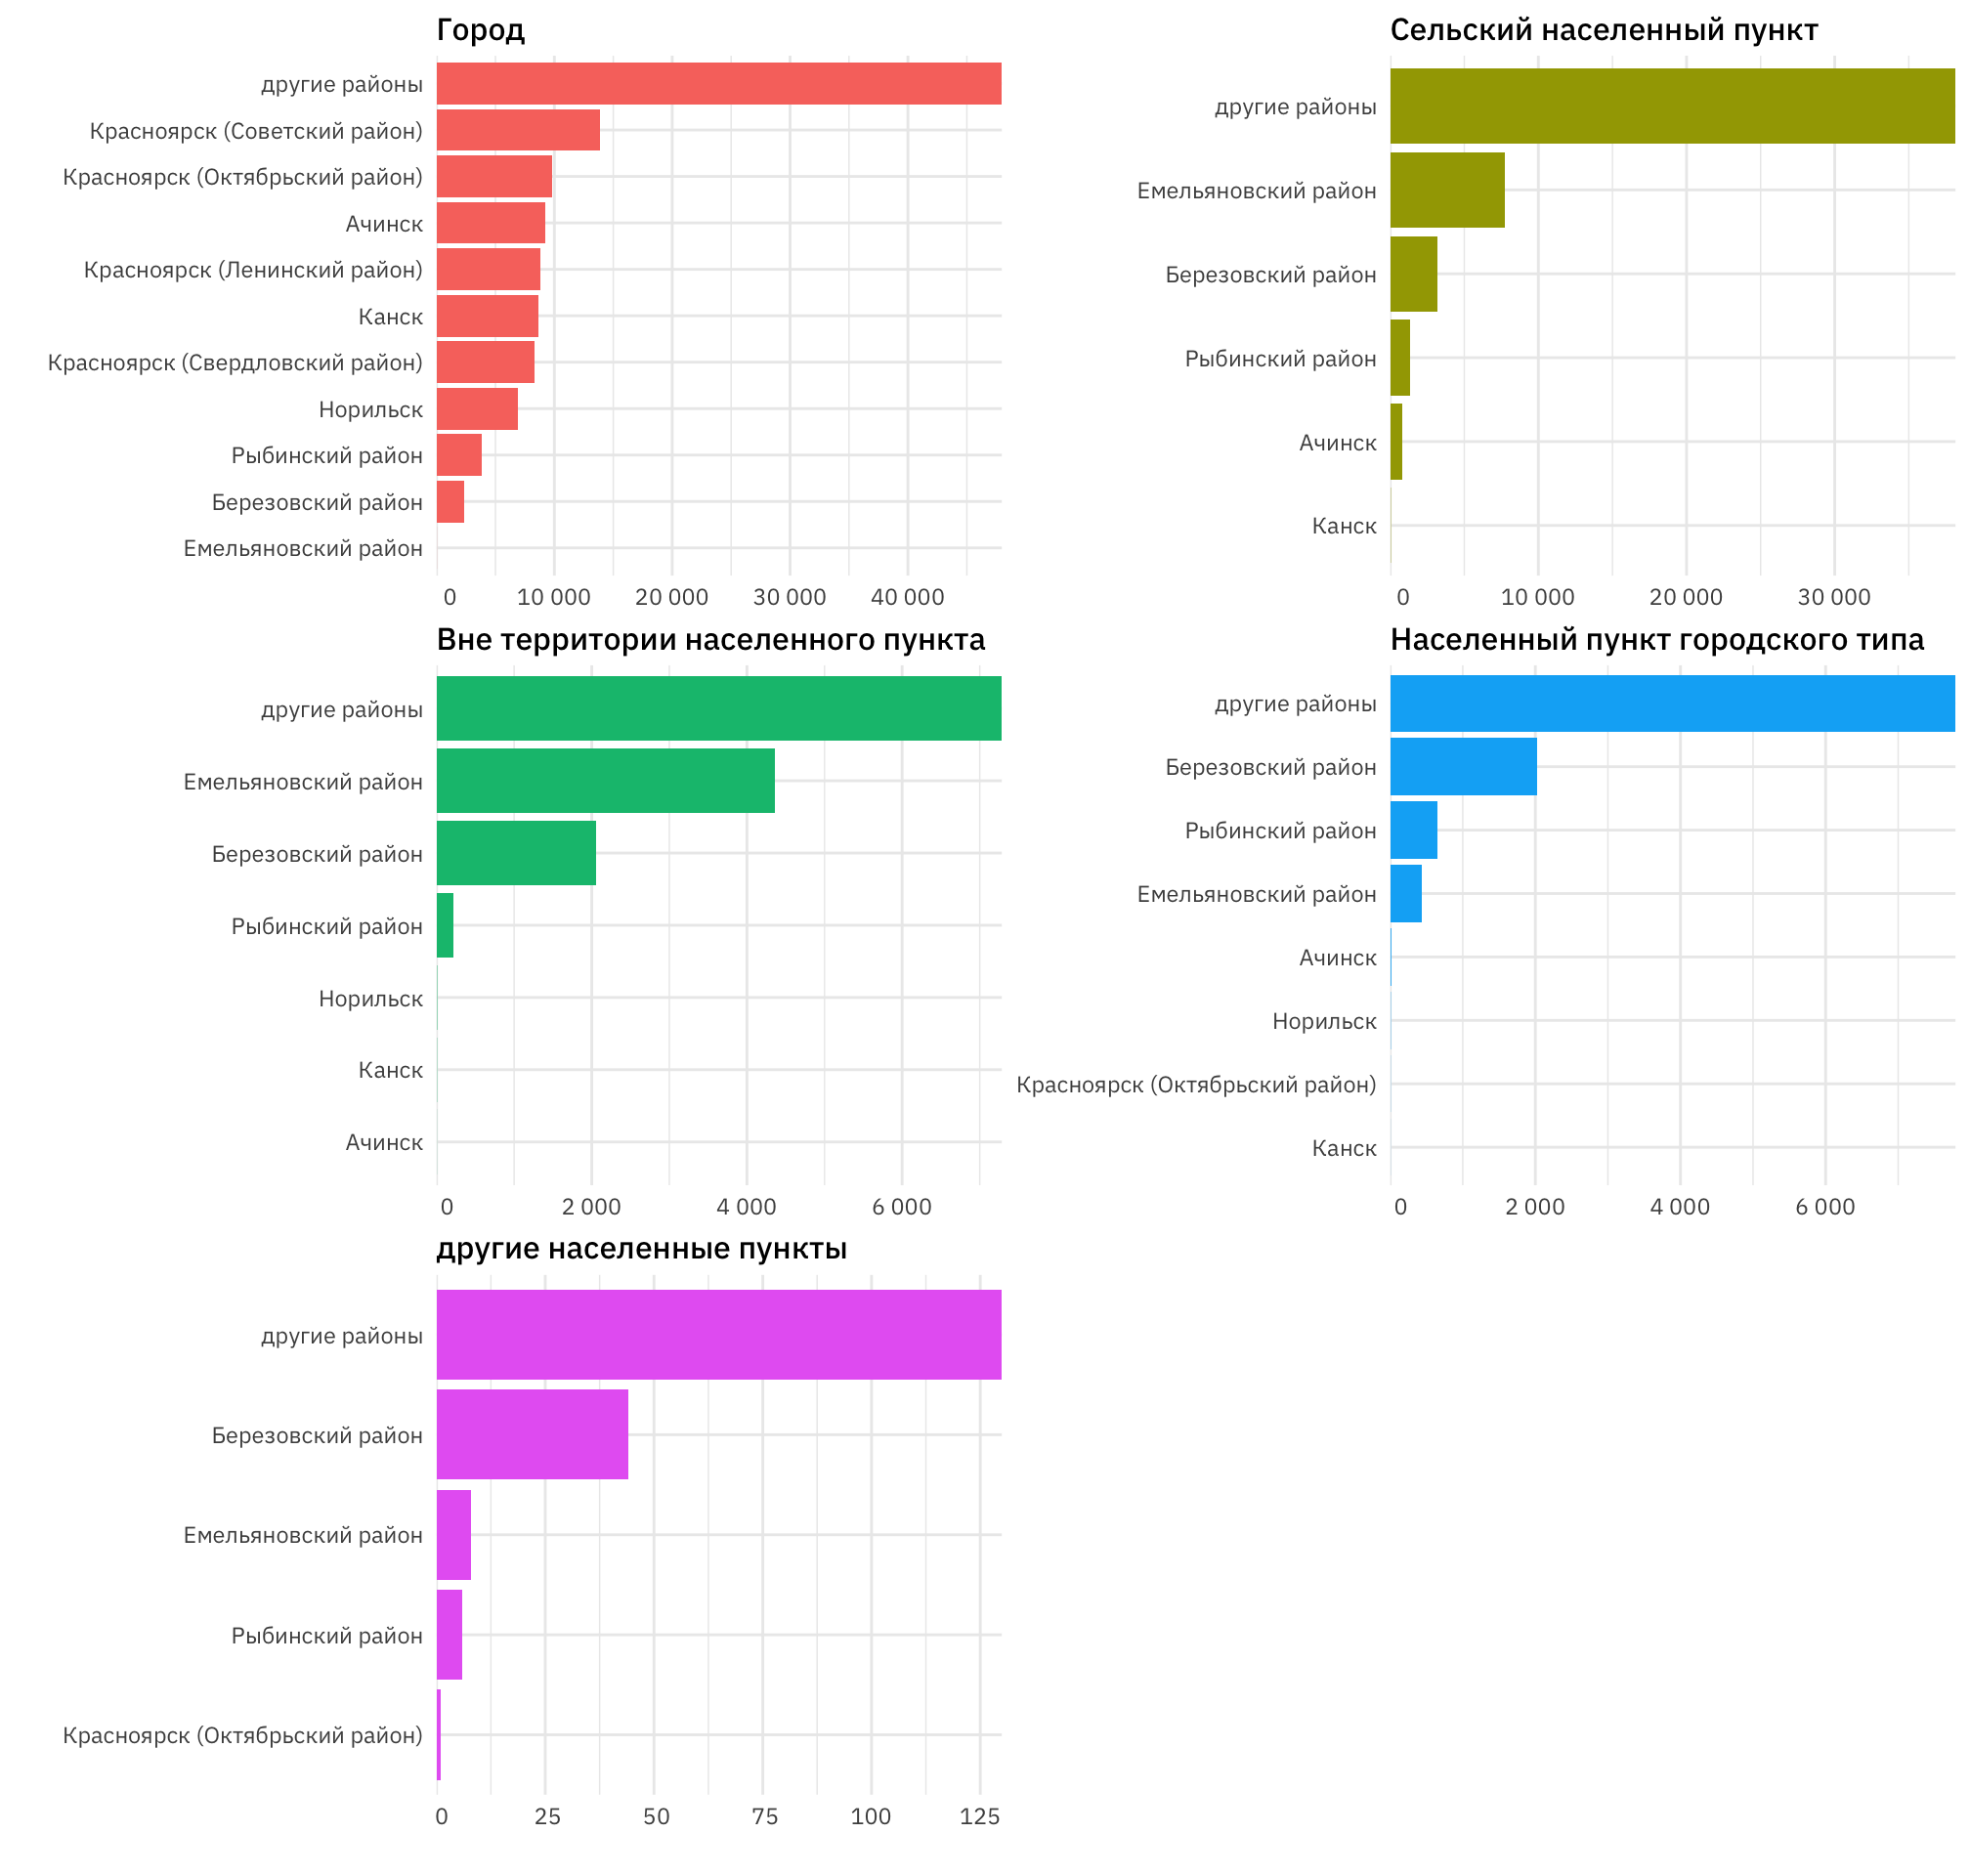 Город
другие районы
Красноярск (Советский район)
Красноярск (Октябрьский район)
Ачинск
Красноярск (Ленинский район)
Канск
Красноярск (Свердловский район)
Норильск
Рыбинский район
Березовский район
Емельяновский район
0 10 000 20 000 30 000 40 000
Сельский населенный пункт
другие районы
Емельяновский район
Березовский район
Рыбинский район
Ачинск
Канск
0 10 000 20 000 30 000
Вне территории населенного пункта
другие районы
Емельяновский район
Березовский район
Рыбинский район
Норильск
Канск
Ачинск
0 2 000 4 000 6 000
Населенный пункт городского типа
другие районы
Березовский район
Рыбинский район
Емельяновский район
Ачинск
Норильск
Красноярск (Октябрьский район)
Канск
0 2 000 4 000 6 000
другие населенные пункты
другие районы
Березовский район
Емельяновский район
Рыбинский район
Красноярск (Октябрьский район)
0 25 50 75 100 125